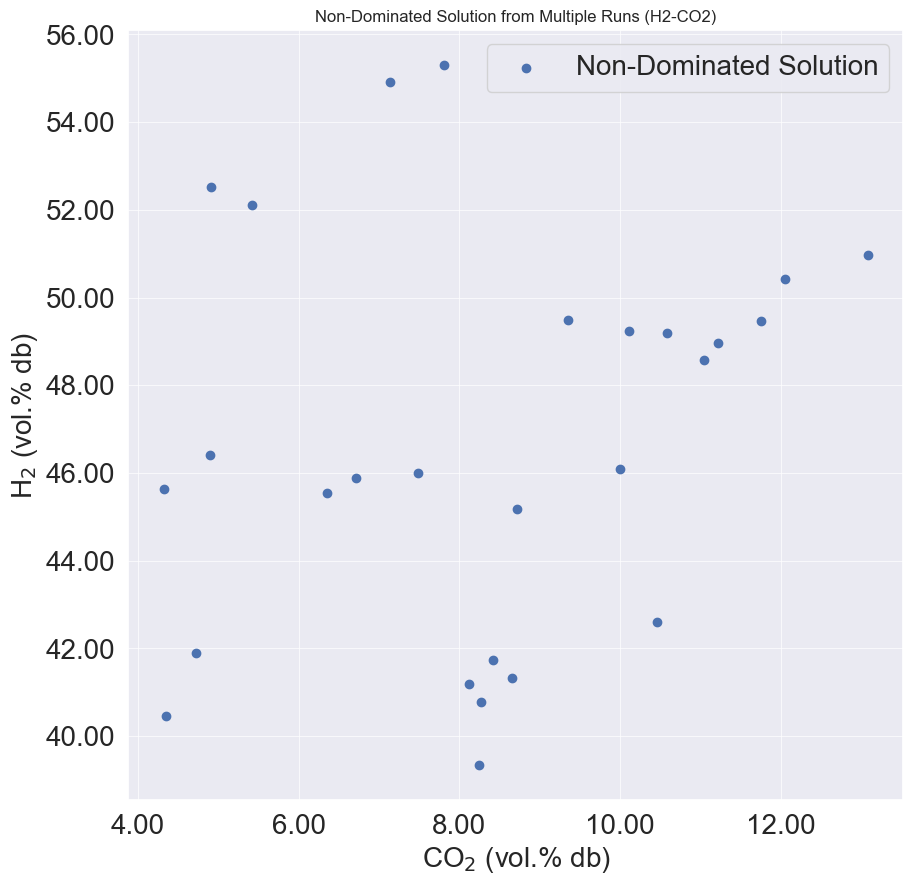 Non-Dominated Solution from Multiple Runs (H2-CO2)
Non-Dominated Solution
56.00
54.00
52.00
50.00
48.00
46.00
44.00
42.00
40.00
H₂ (vol.% db)
4.00 6.00 8.00 10.00 12.00
CO₂ (vol.% db)